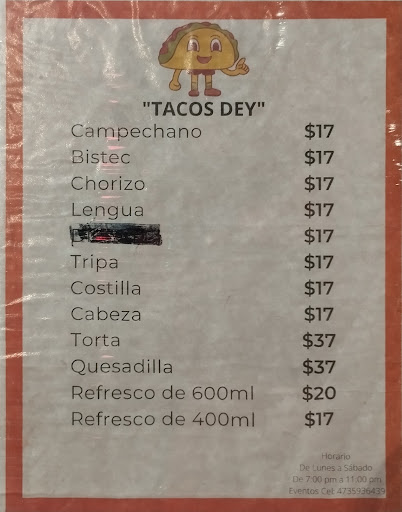 "TACOS DEY"
Campechano $17
Bistec $17
Chorizo $17
Lengua $17
$17
Tripa $17
Costilla $17
Cabeza $17
Torta $37
Quesadilla $37
Refresco de 600ml $20
Refresco de 400ml $17
Horario
De Lunes a Sabado
De 7:00 pm a 11:00 pm
Eventos Cel: 4735936439